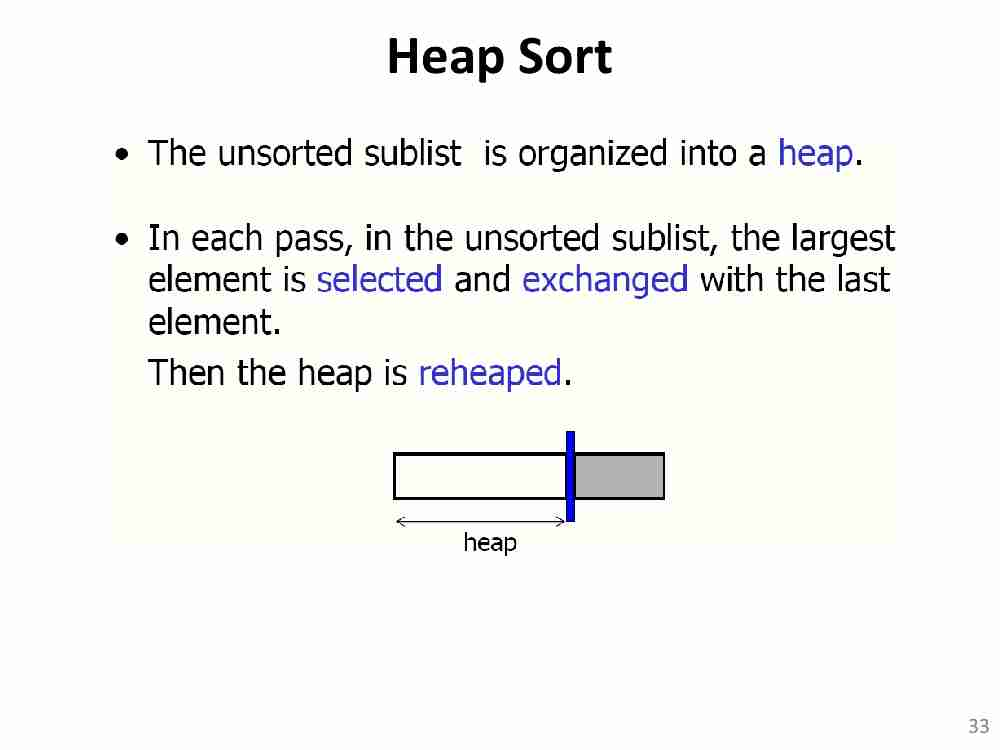 Heap Sort
• The unsorted sublist is organized into a heap.
• In each pass, in the unsorted sublist, the largest
element is selected and exchanged with the last
element.
Then the heap is reheaped.
heap
33